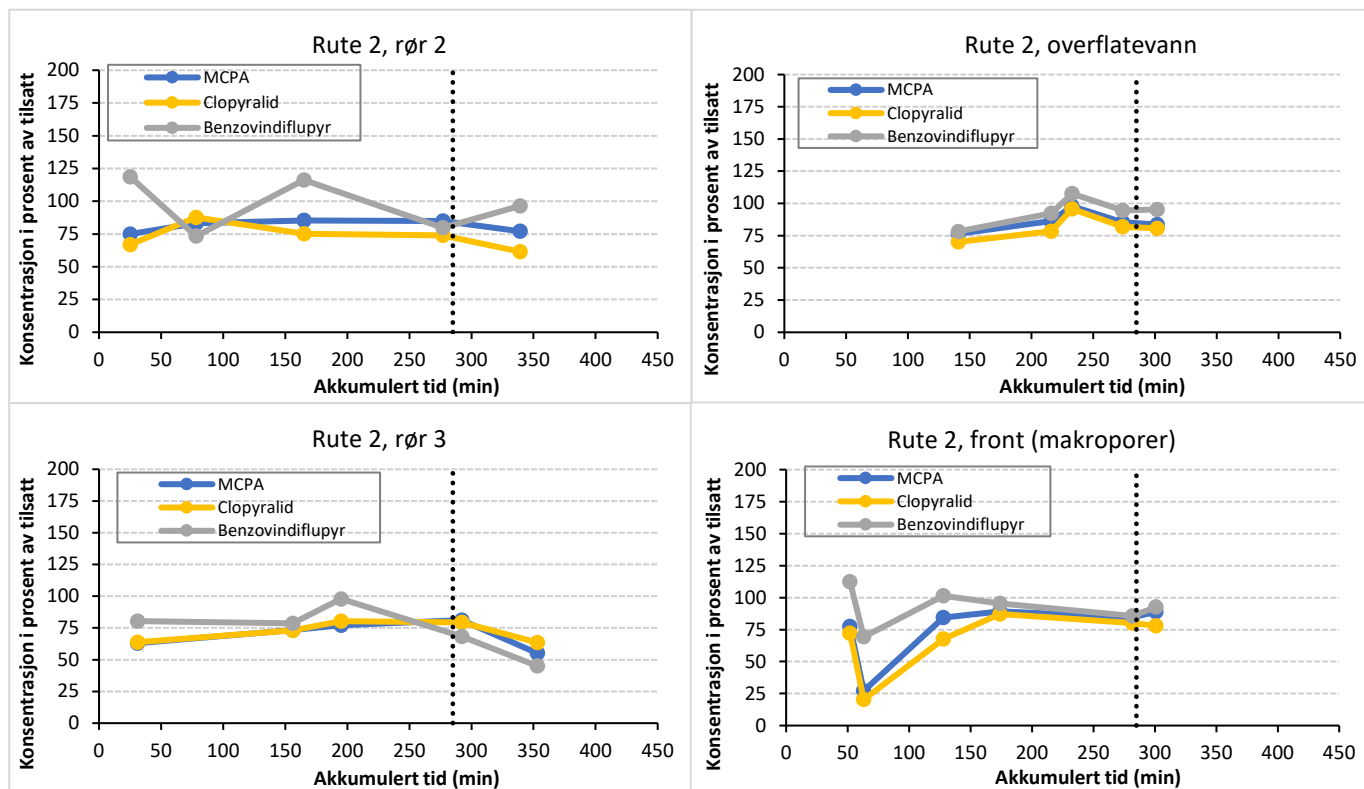 Rute 2, rør 2
Konsentrasjon i prosent av tilsatt
200
175
150
125
100
75
50
25
0
MCPA
Clopyralid
Benzovindiflupyr
0 50 100 150 200 250 300 350 400 450
Akkumulert tid (min)
Rute 2, overflatevann
Konsentrasjon i prosent av tilsatt
200
175
150
125
100
75
50
25
0
MCPA
Clopyralid
Benzovindiflupyr
0 50 100 150 200 250 300 350 400 450
Akkumulert tid (min)
Rute 2, rør 3
Konsentrasjon i prosent av tilsatt
200
175
150
125
100
75
50
25
0
MCPA
Clopyralid
Benzovindiflupyr
0 50 100 150 200 250 300 350 400 450
Akkumulert tid (min)
Rute 2, front (makroporer)
Konsentrasjon i prosent av tilsatt
200
175
150
125
100
75
50
25
0
MCPA
Clopyralid
Benzovindiflupyr
0 50 100 150 200 250 300 350 400 450
Akkumulert tid (min)